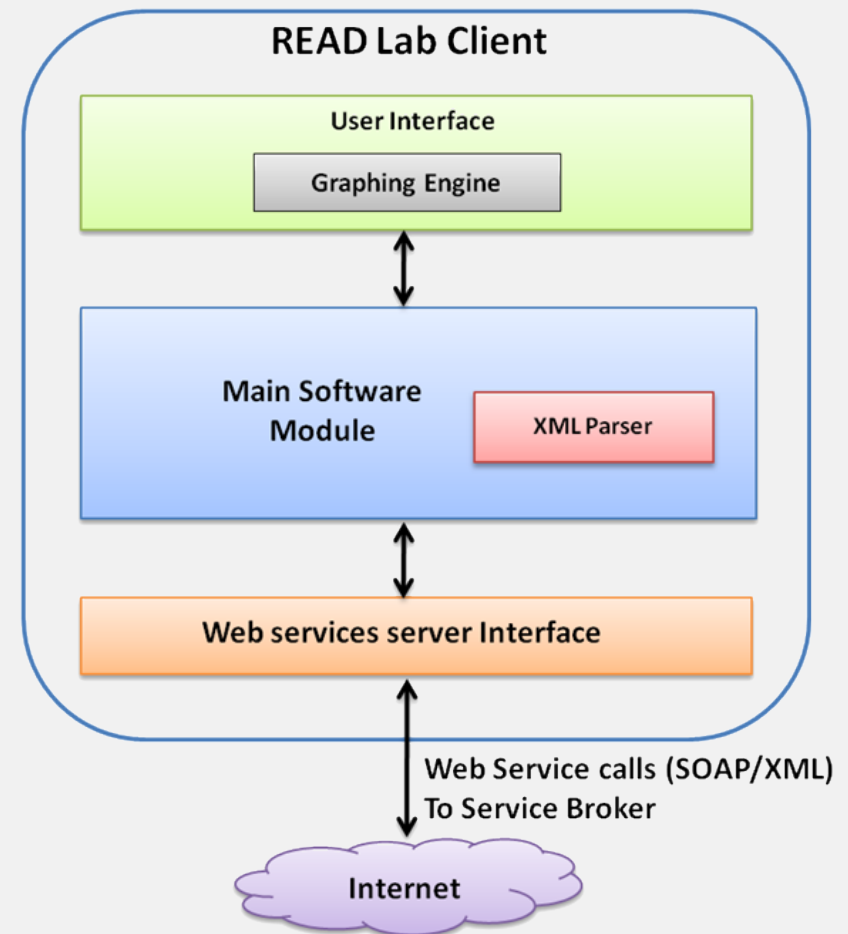 READ Lab Client
User Interface
Graphing Engine
Main Software
Module
XML Parser
Web services server Interface
Web Service calls (SOAP/XML)
To Service Broker
Internet